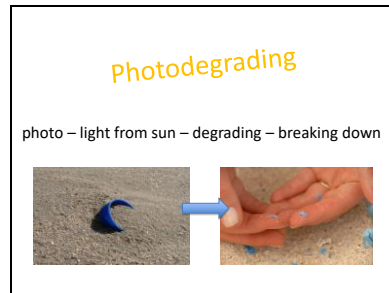 Photodegrading
photo – light from sun – degrading – breaking down